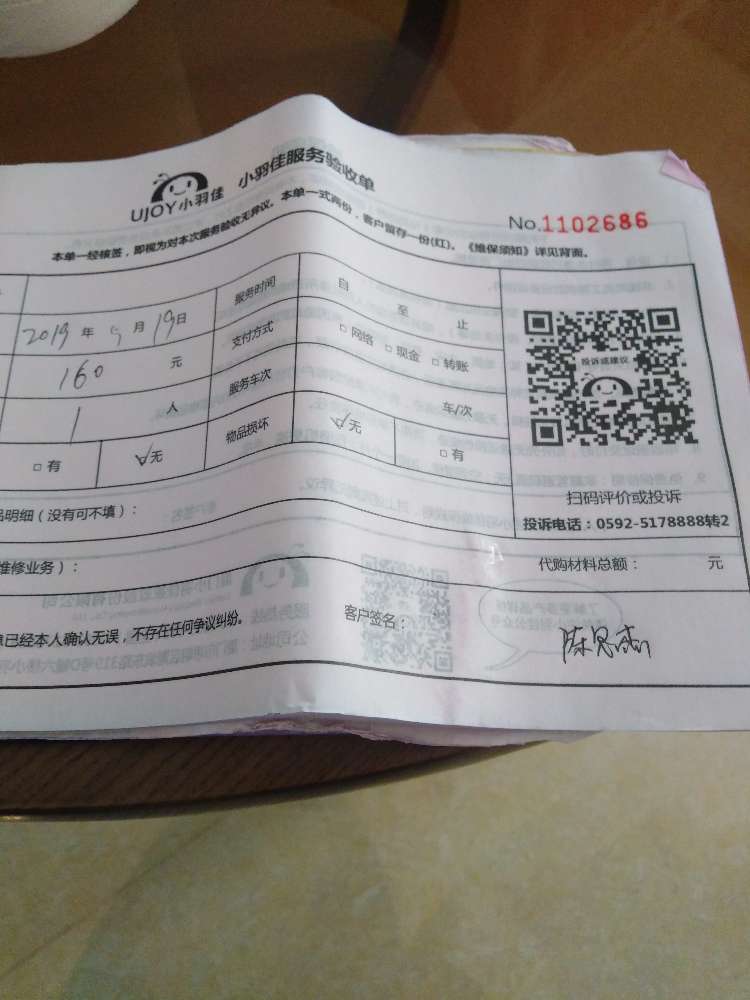 UJOY小羽佳 小羽佳服务验收单
No.1102686
本单一经核签，即视为对本次服务验收无异议。本单一式两份，客户留存一份(红)。《维保须知》详见背面。
服务时间 自 至 止
2019 年 5 月 19日 支付方式 □ 网络 □ 现金 □ 转账
160 元 服务车次 车/次
1 人 物品损坏 ☑无 □ 有
□ 有 ☑无
投诉或建议
扫码评价或投诉
投诉电话：0592-5178888转2
品明细（没有可不填）：
维修业务）： 代购材料总额： 元
息已经本人确认无误，不存在任何争议纠纷。 客户签名：